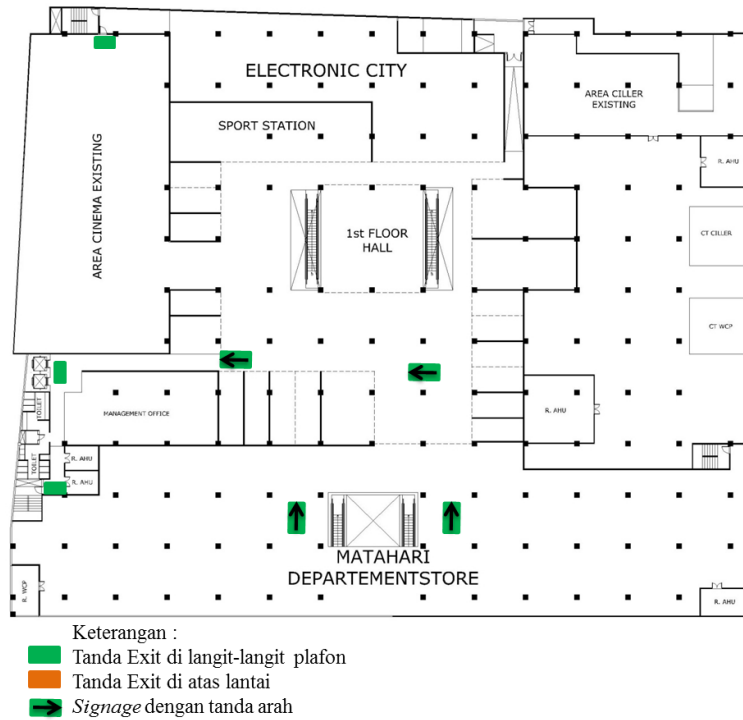 ELECTRONIC CITY
AREA CILLER
EXISTING
SPORT STATION
R. AHU
AREA CINEMA EXISTING
1st FLOOR
HALL
CT CILLER
CT WCP
TOILET
MANAGEMENT OFFICE
R. AHU
TOILET
R. AHU
R. AHU
MATAHARI
DEPARTEMENTSTORE
R. WCP
R. AHU
Keterangan :
Tanda Exit di langit-langit plafon
Tanda Exit di atas lantai
Signage dengan tanda arah